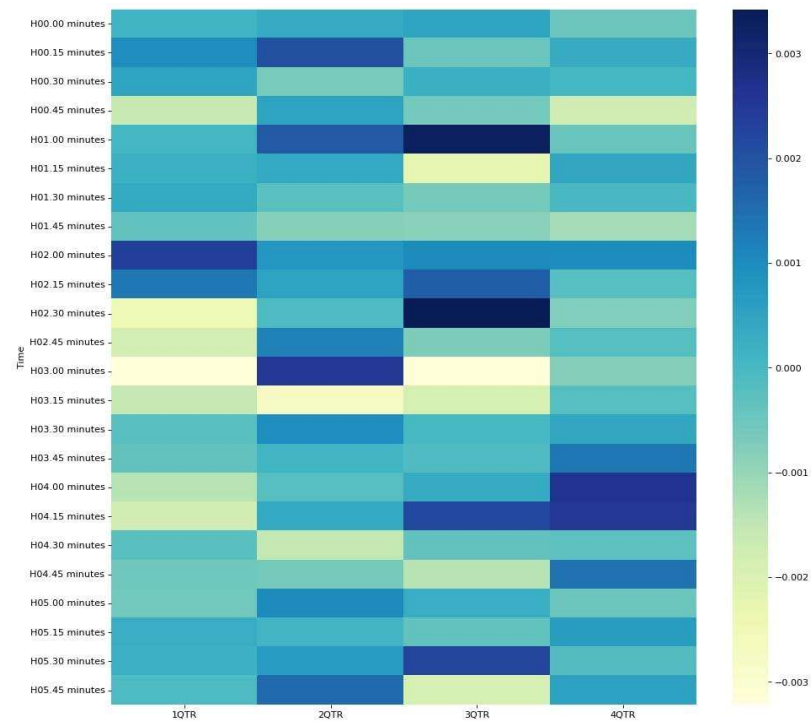 H00.00 minutes
H00.15 minutes
H00.30 minutes
H00.45 minutes
H01.00 minutes
H01.15 minutes
H01.30 minutes
H01.45 minutes
H02.00 minutes
H02.15 minutes
H02.30 minutes
H02.45 minutes
Time
H03.00 minutes
H03.15 minutes
H03.30 minutes
H03.45 minutes
H04.00 minutes
H04.15 minutes
H04.30 minutes
H04.45 minutes
H05.00 minutes
H05.15 minutes
H05.30 minutes
H05.45 minutes
1QTR 2QTR 3QTR 4QTR
0.003
0.002
0.001
0.000
−0.001
−0.002
−0.003